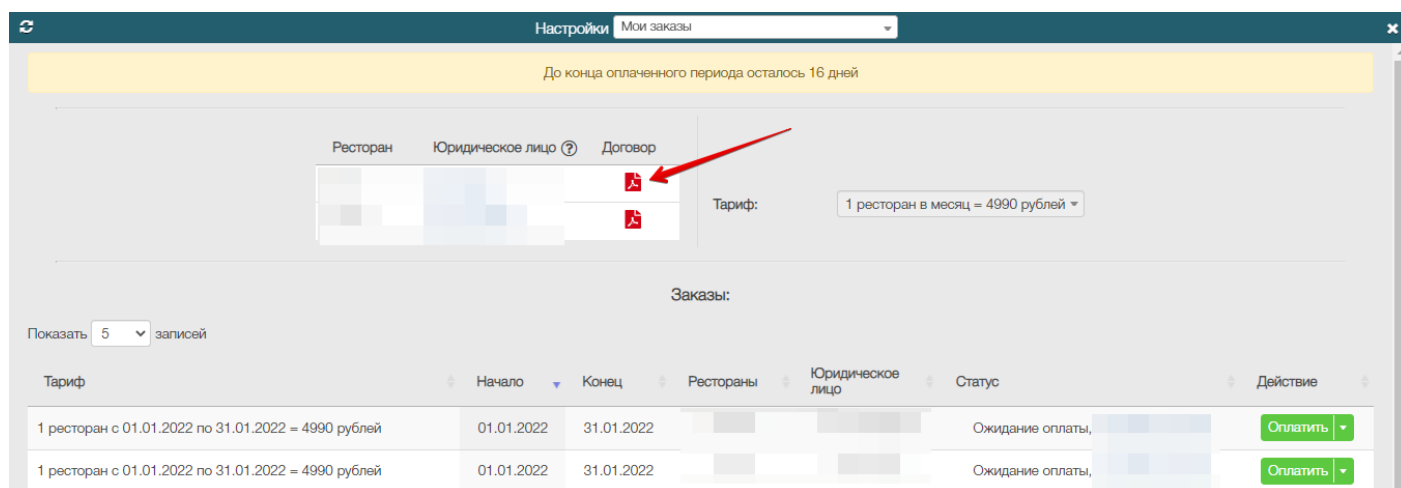 Настройки Мои заказы
До конца оплаченного периода осталось 16 дней
Ресторан Юридическое лицо ? Договор
Тариф: 1 ресторан в месяц = 4990 рублей
Заказы:
Показать 5 записей
Тариф Начало Конец Рестораны Юридическое лицо Статус Действие
1 ресторан с 01.01.2022 по 31.01.2022 = 4990 рублей 01.01.2022 31.01.2022 Ожидание оплаты, Оплатить
1 ресторан с 01.01.2022 по 31.01.2022 = 4990 рублей 01.01.2022 31.01.2022 Ожидание оплаты, Оплатить